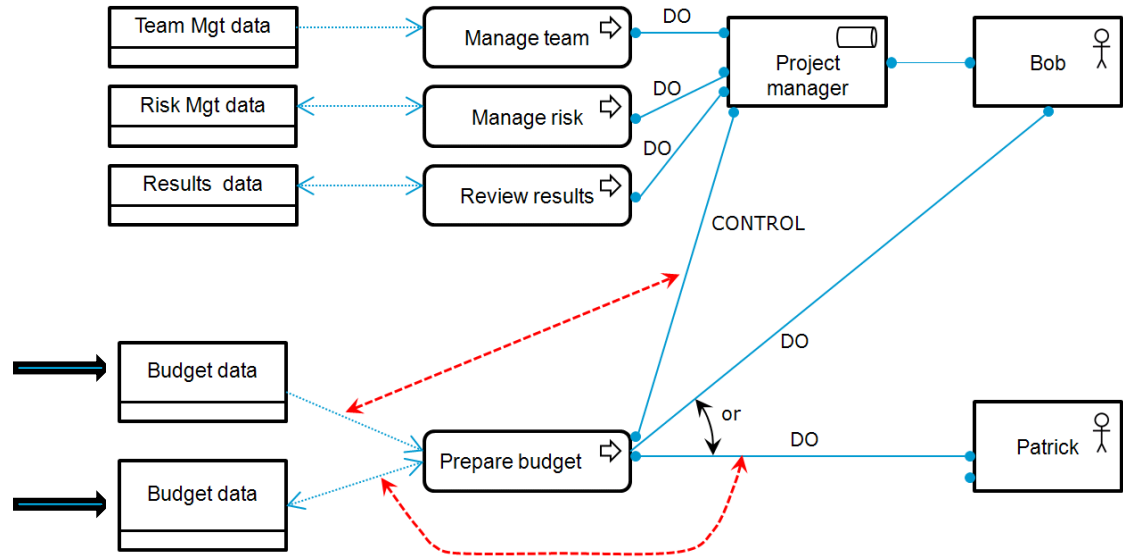 Team Mgt data
Manage team
DO
Project
manager
Bob
Risk Mgt data
Manage risk
DO
DO
Results  data
Review results
CONTROL
DO
Budget data
or
DO
Patrick
Prepare budget
Budget data